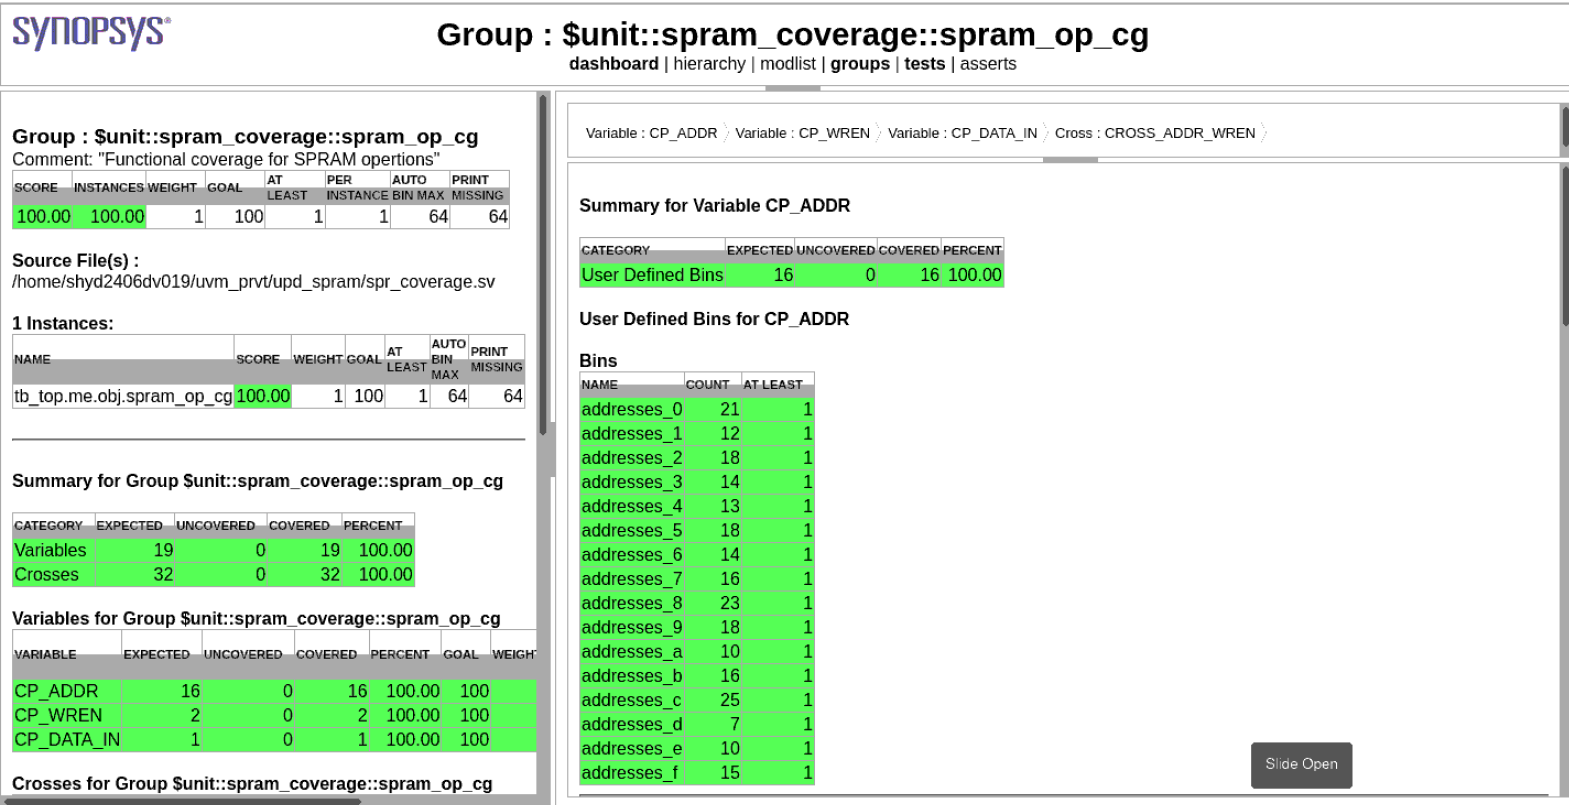 SYNOPSYS®
Group : $unit::spram_coverage::spram_op_cg
dashboard | hierarchy | modlist | groups | tests | asserts
Group : $unit::spram_coverage::spram_op_cg
Comment: "Functional coverage for SPRAM opertions"
SCORE INSTANCES WEIGHT GOAL AT LEAST PER INSTANCE AUTO BIN MAX PRINT MISSING
100.00 100.00 1 100 1 1 64 64
Source File(s) :
/home/shyd2406dv019/uvm_prvt/upd_spram/spr_coverage.sv
1 Instances:
NAME SCORE WEIGHT GOAL AT LEAST AUTO BIN MAX PRINT MISSING
tb_top.me.obj.spram_op_cg 100.00 1 100 1 64 64
Summary for Group $unit::spram_coverage::spram_op_cg
CATEGORY EXPECTED UNCOVERED COVERED PERCENT
Variables 19 0 19 100.00
Crosses 32 0 32 100.00
Variables for Group $unit::spram_coverage::spram_op_cg
VARIABLE EXPECTED UNCOVERED COVERED PERCENT GOAL WEIGH
CP_ADDR 16 0 16 100.00 100
CP_WREN 2 0 2 100.00 100
CP_DATA_IN 1 0 1 100.00 100
Crosses for Group $unit::spram_coverage::spram_op_cg
Variable : CP_ADDR Variable : CP_WREN Variable : CP_DATA_IN Cross : CROSS_ADDR_WREN
Summary for Variable CP_ADDR
CATEGORY EXPECTED UNCOVERED COVERED PERCENT
User Defined Bins 16 0 16 100.00
User Defined Bins for CP_ADDR
Bins
NAME COUNT AT LEAST
addresses_0 21 1
addresses_1 12 1
addresses_2 18 1
addresses_3 14 1
addresses_4 13 1
addresses_5 18 1
addresses_6 14 1
addresses_7 16 1
addresses_8 23 1
addresses_9 18 1
addresses_a 10 1
addresses_b 16 1
addresses_c 25 1
addresses_d 7 1
addresses_e 10 1
addresses_f 15 1
Slide Open